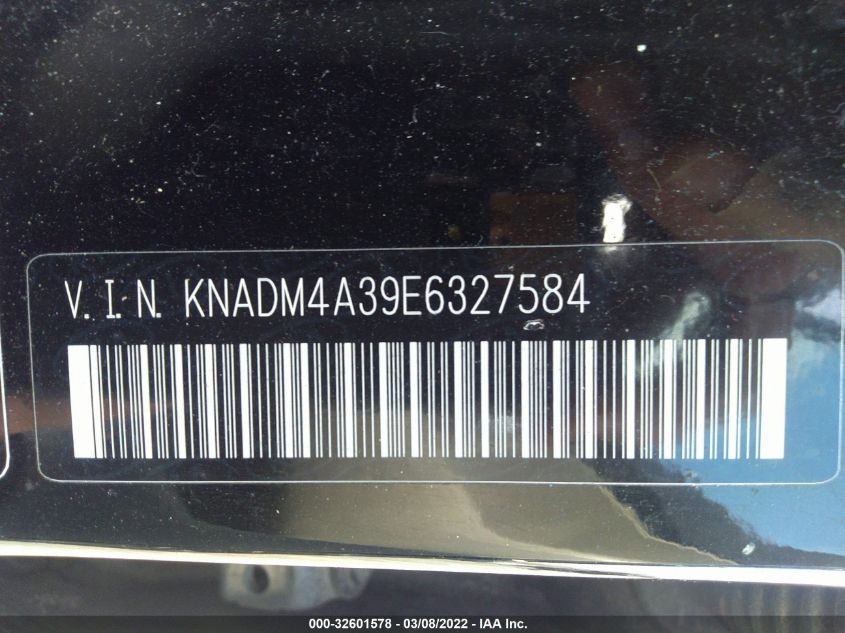 V. I. N. KNADM4A39E6327584
000-32601578 - 03/08/2022 - IAA Inc.